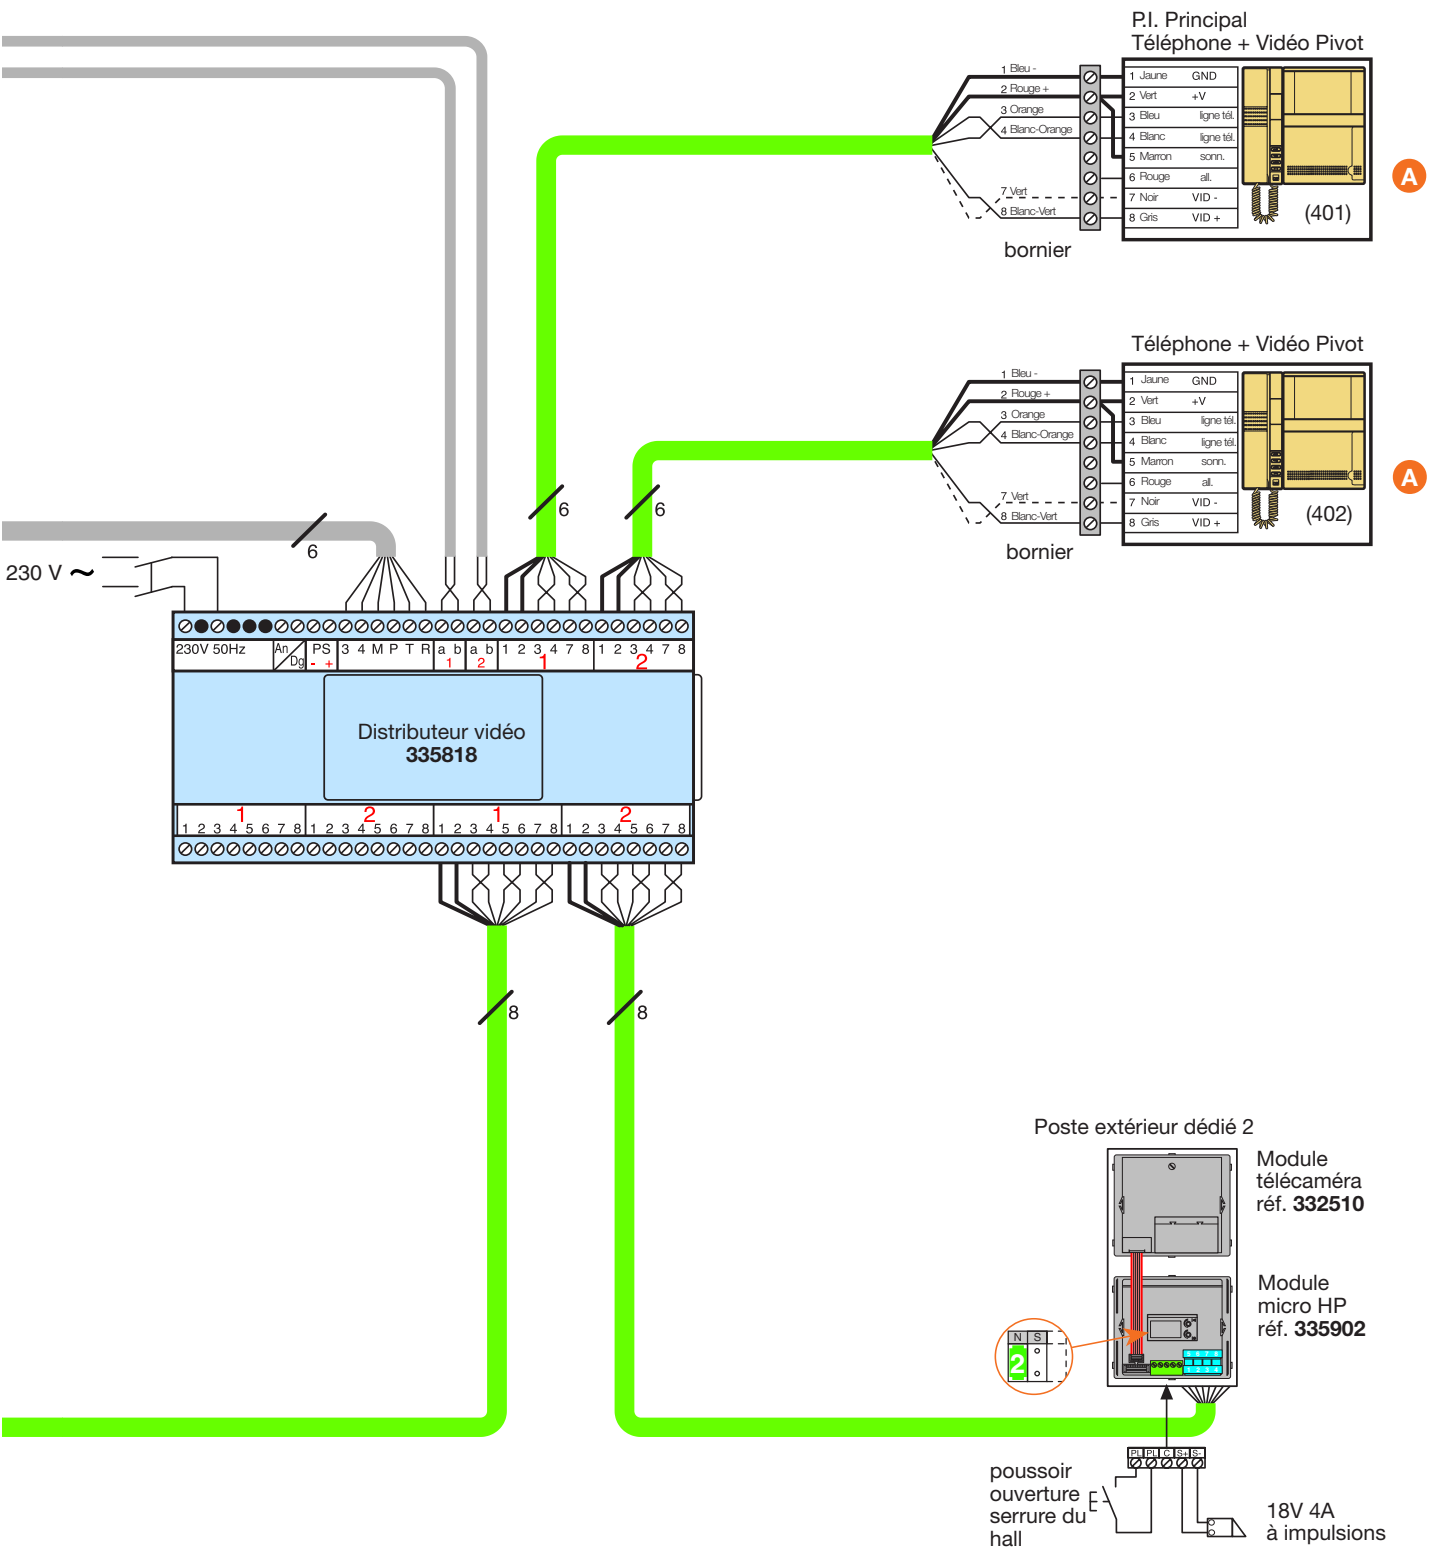 P.I. Principal
Téléphone + Vidéo Pivot
1 Bleu -
2 Rouge +
3 Orange
4 Blanc-Orange
7 Vert
8 Blanc-Vert
bornier
1 Jaune GND
2 Vert +V
3 Bleu ligne tél.
4 Blanc ligne tél.
5 Marron sonn.
6 Rouge all.
7 Noir VID -
8 Gris VID +
(401)
A
Téléphone + Vidéo Pivot
1 Bleu -
2 Rouge +
3 Orange
4 Blanc-Orange
7 Vert
8 Blanc-Vert
bornier
1 Jaune GND
2 Vert +V
3 Bleu ligne tél.
4 Blanc ligne tél.
5 Marron sonn.
6 Rouge all.
7 Noir VID -
8 Gris VID +
(402)
A
6
6
6
230 V ~
230V 50Hz An/Dg PS 3 4 M P T R a b a b 1 2 3 4 7 8 1 2 3 4 7 8
- + 1 2 1 2
Distributeur vidéo
335818
1 2 1 2
1 2 3 4 5 6 7 8 1 2 3 4 5 6 7 8 1 2 3 4 5 6 7 8 1 2 3 4 5 6 7 8
8
8
Poste extérieur dédié 2
Module
télécaméra
réf. 332510
Module
micro HP
réf. 335902
N S
2
PL PL C S+ S-
poussoir
ouverture
serrure du
hall
18V 4A
à impulsions